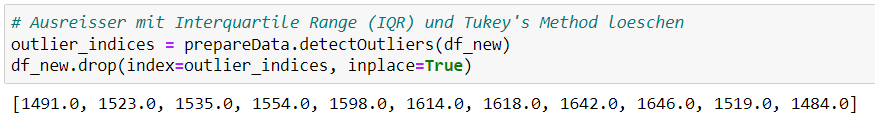 # Ausreisser mit Interquartile Range (IQR) und Tukey's Method loeschen
outlier_indices = prepareData.detectOutliers(df_new)
df_new.drop(index=outlier_indices, inplace=True)
[1491.0, 1523.0, 1535.0, 1554.0, 1598.0, 1614.0, 1618.0, 1642.0, 1646.0, 1519.0, 1484.0]